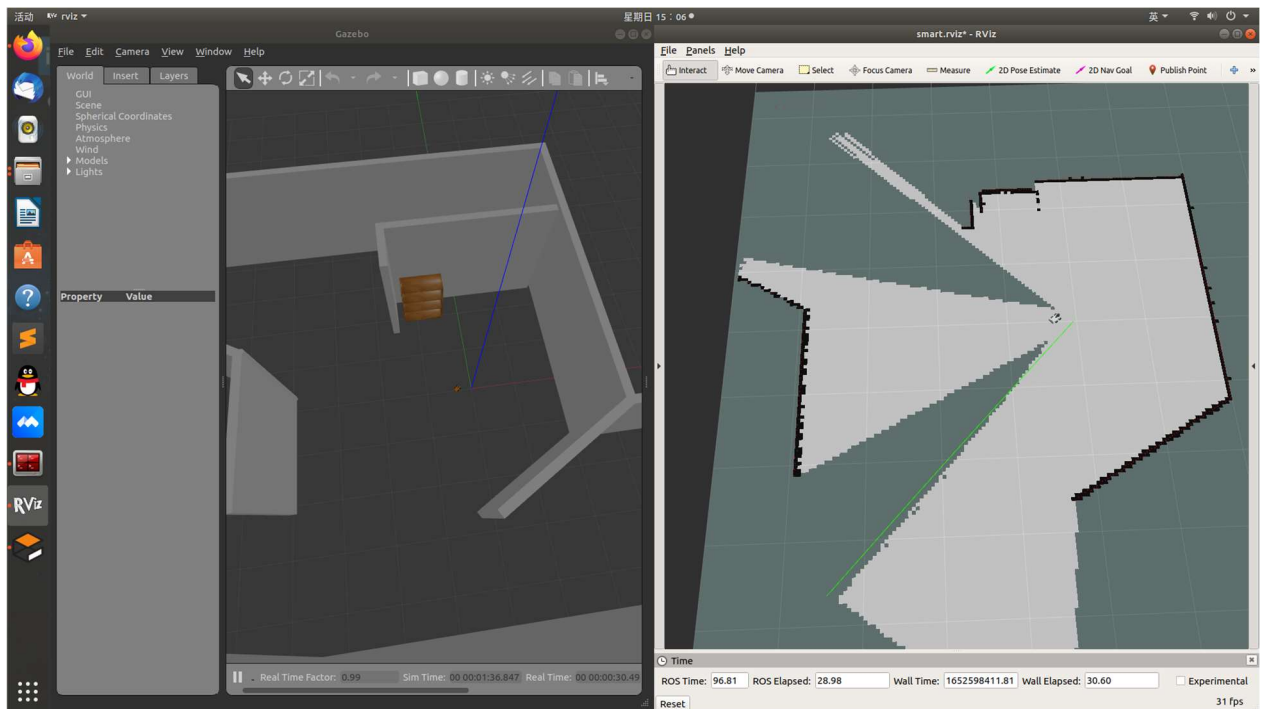 活动 RViz rviz 星期日 15：06 英
Gazebo
File Edit Camera View Window Help
World Insert Layers
GUI
Scene
Spherical Coordinates
Physics
Atmosphere
Wind
Models
Lights
Property Value
Real Time Factor: 0.99 Sim Time: 00 00:01:36.847 Real Time: 00 00:00:30.49
RViz
smart.rviz* - RViz
File Panels Help
Interact Move Camera Select Focus Camera Measure 2D Pose Estimate 2D Nav Goal Publish Point »
Time
ROS Time: 96.81 ROS Elapsed: 28.98 Wall Time: 1652598411.81 Wall Elapsed: 30.60 Experimental
Reset 31 fps